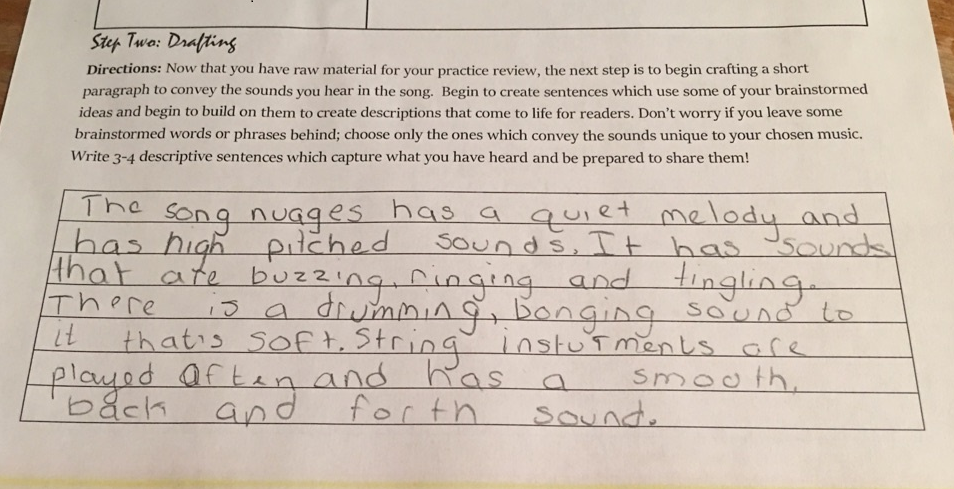 Step Two: Drafting
Directions: Now that you have raw material for your practice review, the next step is to begin crafting a short
paragraph to convey the sounds you hear in the song. Begin to create sentences which use some of your brainstormed
ideas and begin to build on them to create descriptions that come to life for readers. Don't worry if you leave some
brainstormed words or phrases behind; choose only the ones which convey the sounds unique to your chosen music.
Write 3-4 descriptive sentences which capture what you have heard and be prepared to share them!
The song nuages has a quiet melody and
has high pitched sounds. It has sounds
that are buzzing, ringing and tingling.
There is a drumming, bonging sound to
it that's soft. String insturments are
played often and has a smooth,
back and forth sound.